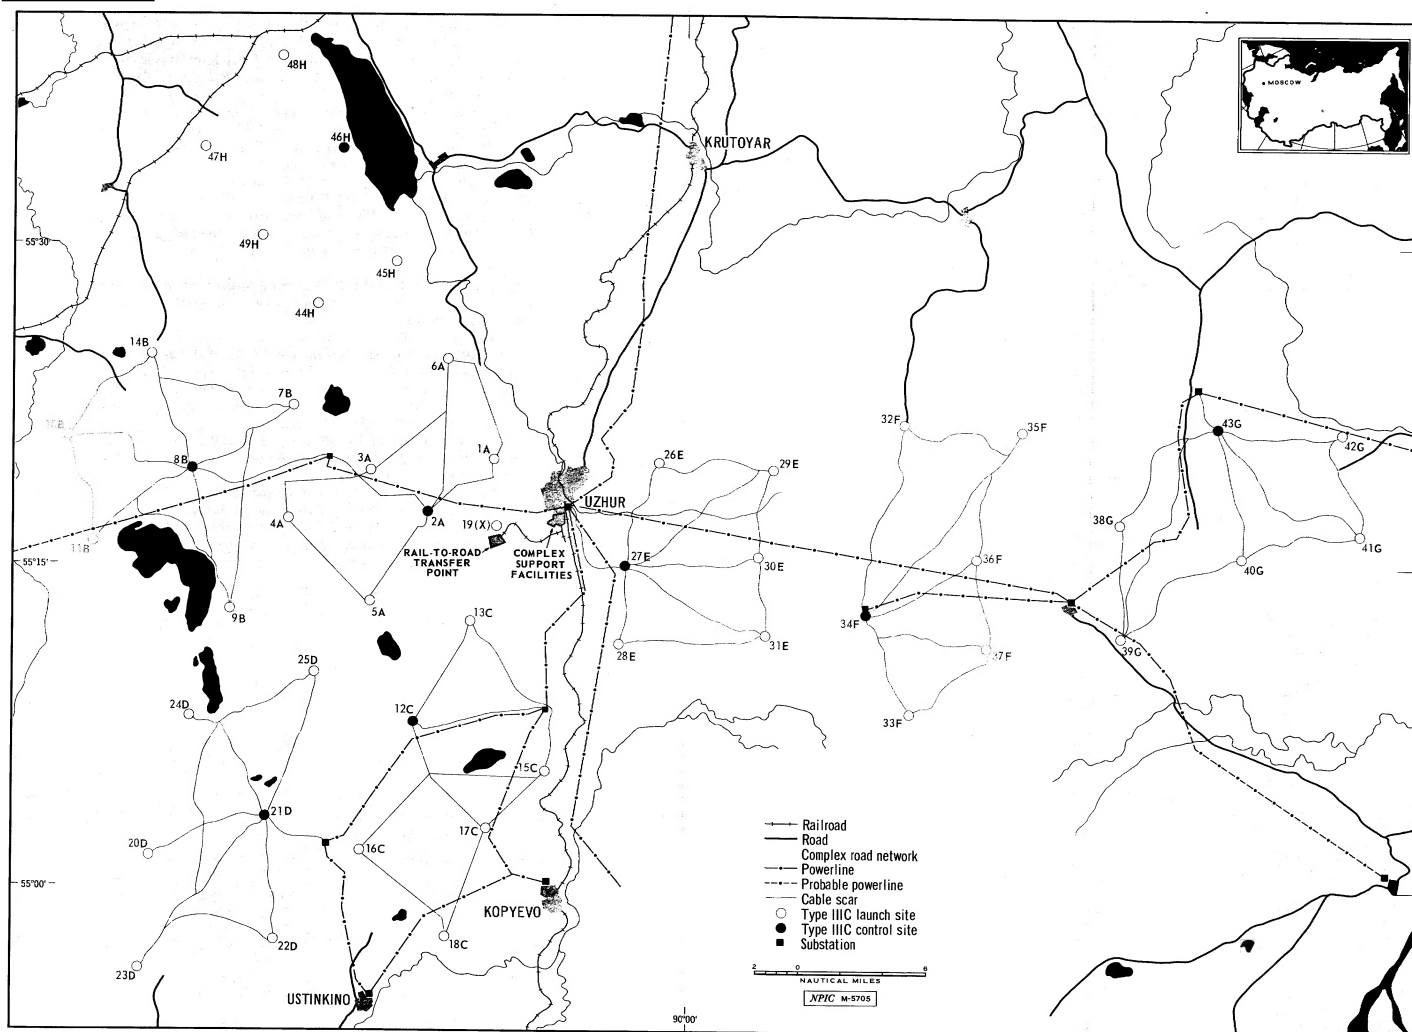 48H
MOSCOW
46H
KRUTOYAR
47H
49H
55°30'
45H
44H
14B
6A
7B
32F
43G
35F
42G
1A
3A
8B
26E
29E
UZHUR
4A
2A
19(X)
38G
11B
41G
RAIL-TO-ROAD
TRANSFER
POINT
COMPLEX
SUPPORT
FACILITIES
27E
55°15'
30E
36F
40G
5A
13C
9B
34F
28E
31E
39G
37F
25D
24D
12C
33F
15C
21D
20D
16C
17C
Railroad
Road
Complex road network
Powerline
Probable powerline
Cable scar
Type IIIC launch site
Type IIIC control site
Substation
55°00'
KOPYEVO
18C
22D
23D
USTINKINO
2 0 6
NAUTICAL MILES
NPIC M-5705
90°00'